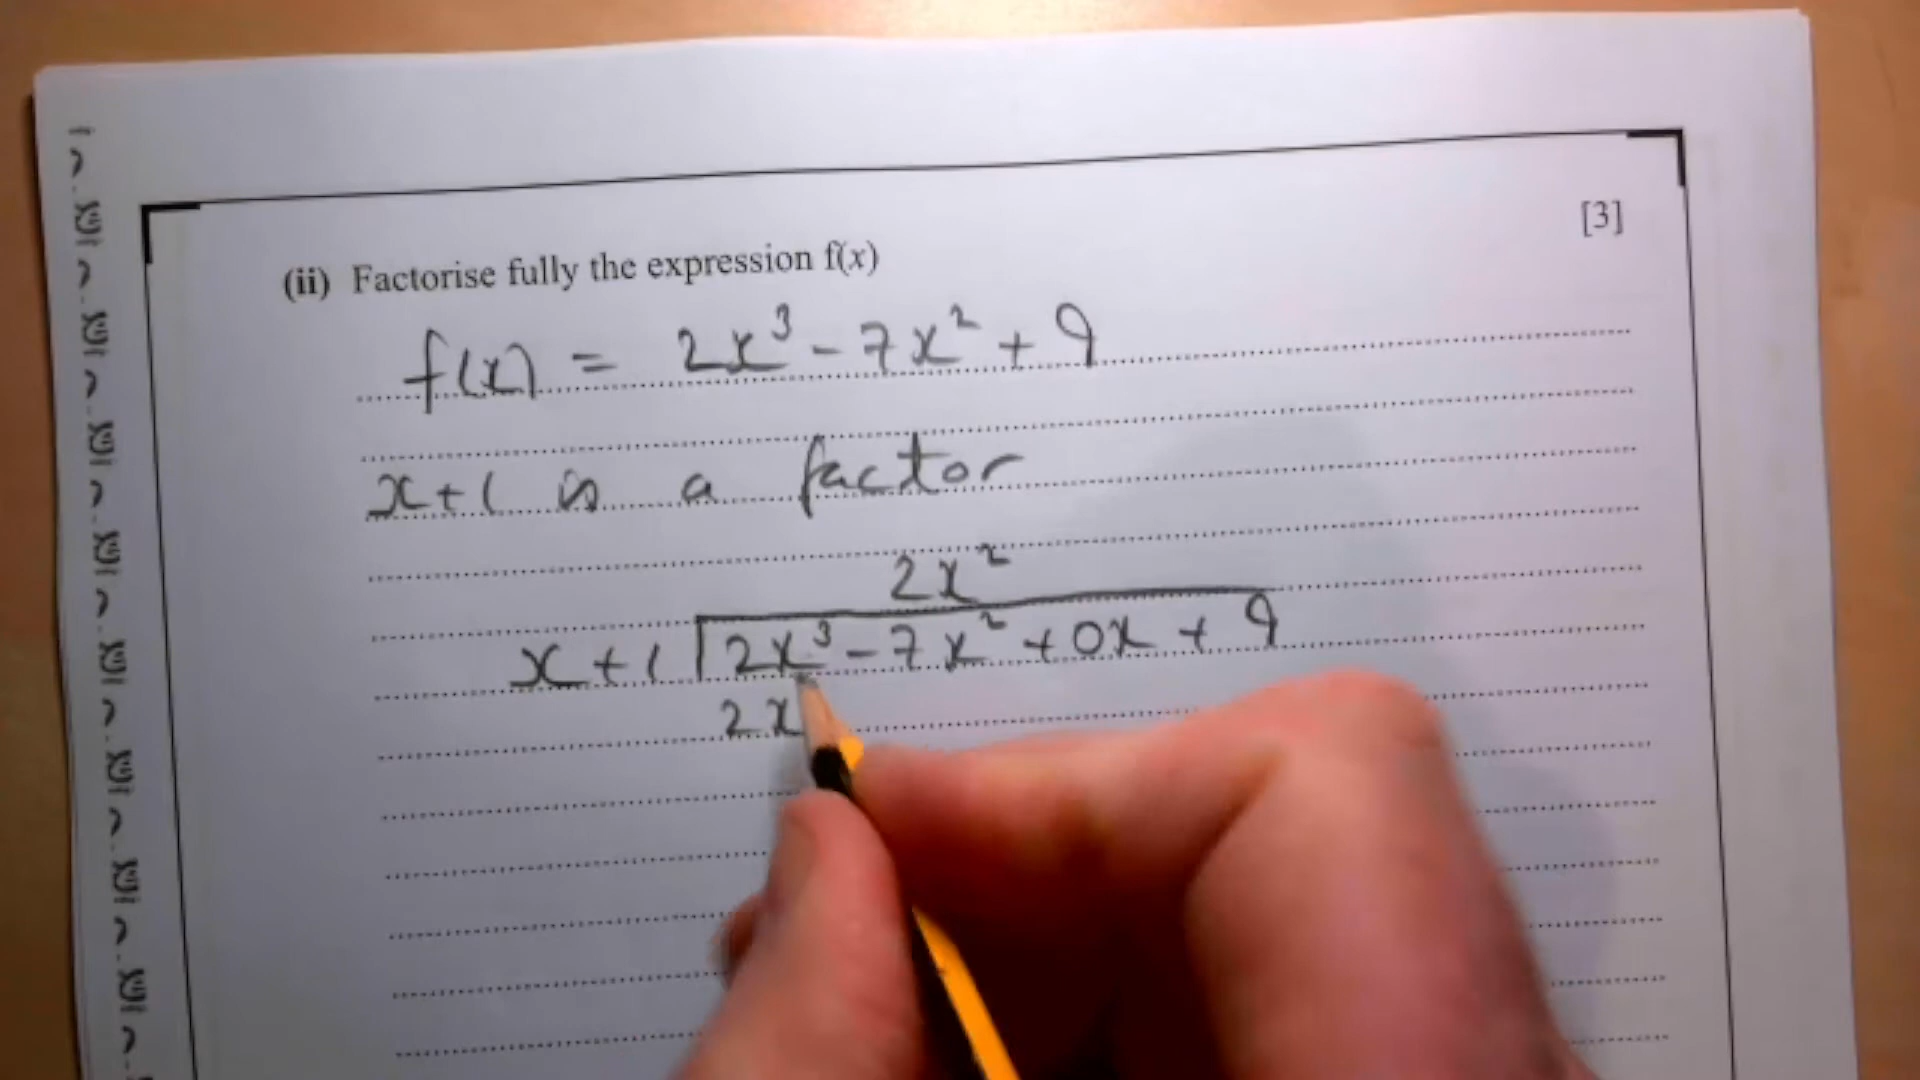 [3]
(ii) Factorise fully the expression f(x)
f(x) = 2x³ - 7x² + 9
x+1 is a factor
2x²
x+1 2x³ - 7x² + 0x + 9
2x